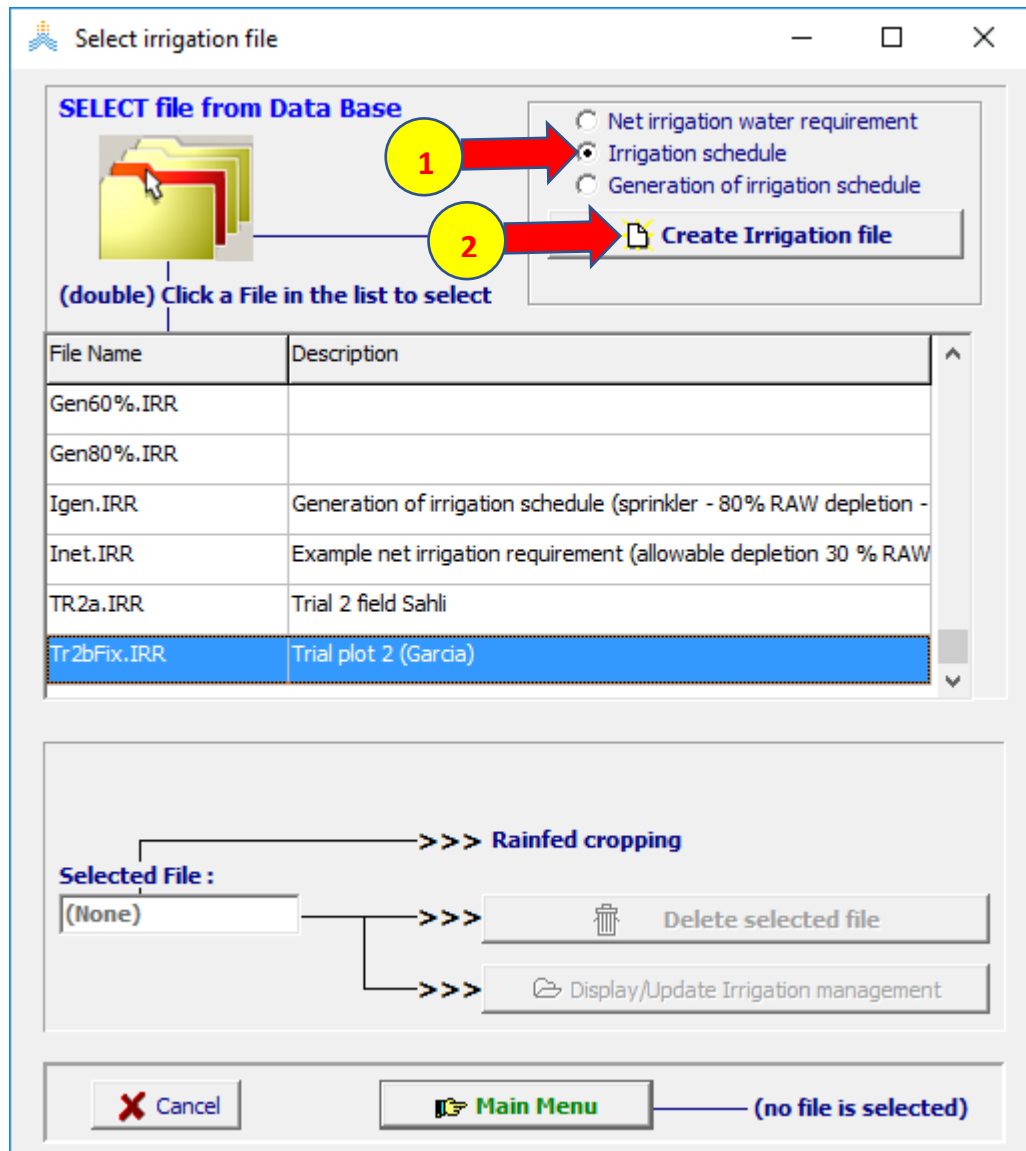 Select irrigation file
SELECT file from Data Base
Net irrigation water requirement
1
Irrigation schedule
Generation of irrigation schedule
2
Create Irrigation file
(double) Click a File in the list to select
File Name Description
Gen60%.IRR
Gen80%.IRR
Igen.IRR Generation of irrigation schedule (sprinkler - 80% RAW depletion -
Inet.IRR Example net irrigation requirement (allowable depletion 30 % RAW
TR2a.IRR Trial 2 field Sahli
Tr2bFix.IRR Trial plot 2 (Garcia)
>>> Rainfed cropping
Selected File :
(None) >>> Delete selected file
>>> Display/Update Irrigation management
Cancel Main Menu (no file is selected)